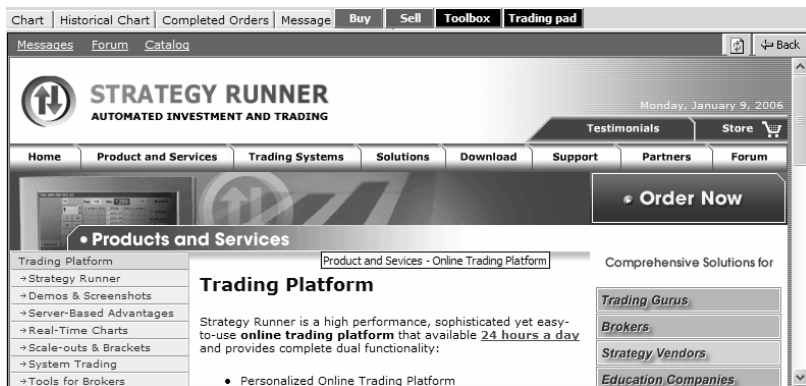 Chart Historical Chart Completed Orders Message Buy Sell Toolbox Trading pad
Messages Forum Catalog Back
STRATEGY RUNNER
AUTOMATED INVESTMENT AND TRADING
Monday, January 9, 2006
Testimonials Store
Home Product and Services Trading Systems Solutions Download Support Partners Forum
Order Now
• Products and Services
Product and Sevices - Online Trading Platform
Trading Platform
→Strategy Runner
→Demos & Screenshots
→Server-Based Advantages
→Real-Time Charts
→Scale-outs & Brackets
→System Trading
→Tools for Brokers
Trading Platform
Strategy Runner is a high performance, sophisticated yet easy-
to-use online trading platform that available 24 hours a day
and provides complete dual functionality:
• Personalized Online Trading Platform
Comprehensive Solutions for
Trading Gurus
Brokers
Strategy Vendors
Education Companies